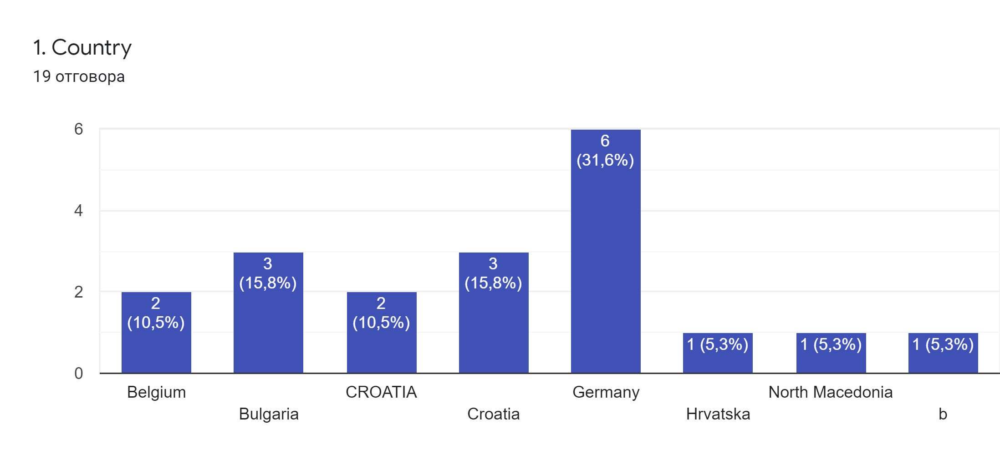 1. Country
19 отговора
6
4
2
0
2
(10,5%)
3
(15,8%)
2
(10,5%)
3
(15,8%)
6
(31,6%)
1 (5,3%)
1 (5,3%)
1 (5,3%)
Belgium
Bulgaria
CROATIA
Croatia
Germany
Hrvatska
North Macedonia
b